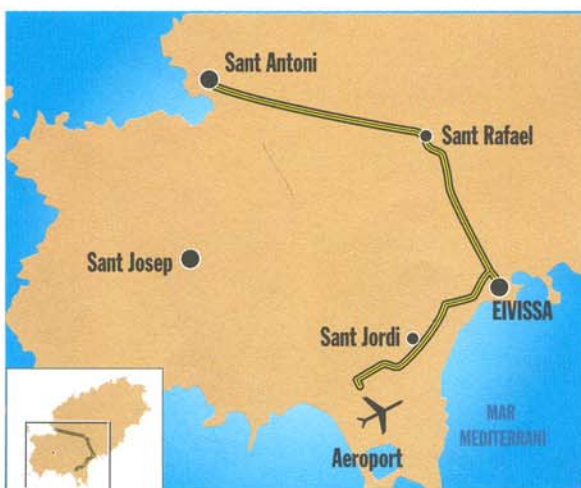 Sant Antoni
Sant Rafael
Sant Josep
EIVISSA
Sant Jordi
MAR
MEDITERRANI
Aeroport